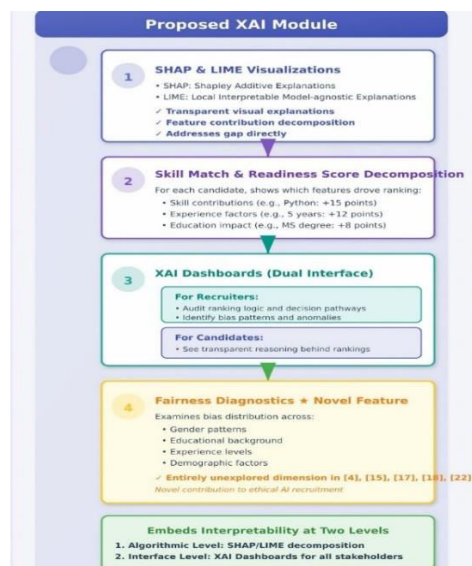 Proposed XAI Module
1
SHAP & LIME Visualizations
• SHAP: Shapley Additive Explanations
• LIME: Local Interpretable Model-agnostic Explanations
✓ Transparent visual explanations
✓ Feature contribution decomposition
✓ Addresses gap directly
2
Skill Match & Readiness Score Decomposition
For each candidate, shows which features drove ranking:
• Skill contributions (e.g., Python: +15 points)
• Experience factors (e.g., 5 years: +12 points)
• Education impact (e.g., MS degree: +8 points)
3
XAI Dashboards (Dual Interface)
For Recruiters:
• Audit ranking logic and decision pathways
• Identify bias patterns and anomalies
For Candidates:
• See transparent reasoning behind rankings
4
Fairness Diagnostics ★ Novel Feature
Examines bias distribution across:
• Gender patterns
• Educational background
• Experience levels
• Demographic factors
✓ Entirely unexplored dimension in [4], [15], [17], [18], [22]
Novel contribution to ethical AI recruitment
Embeds Interpretability at Two Levels
1. Algorithmic Level: SHAP/LIME decomposition
2. Interface Level: XAI Dashboards for all stakeholders